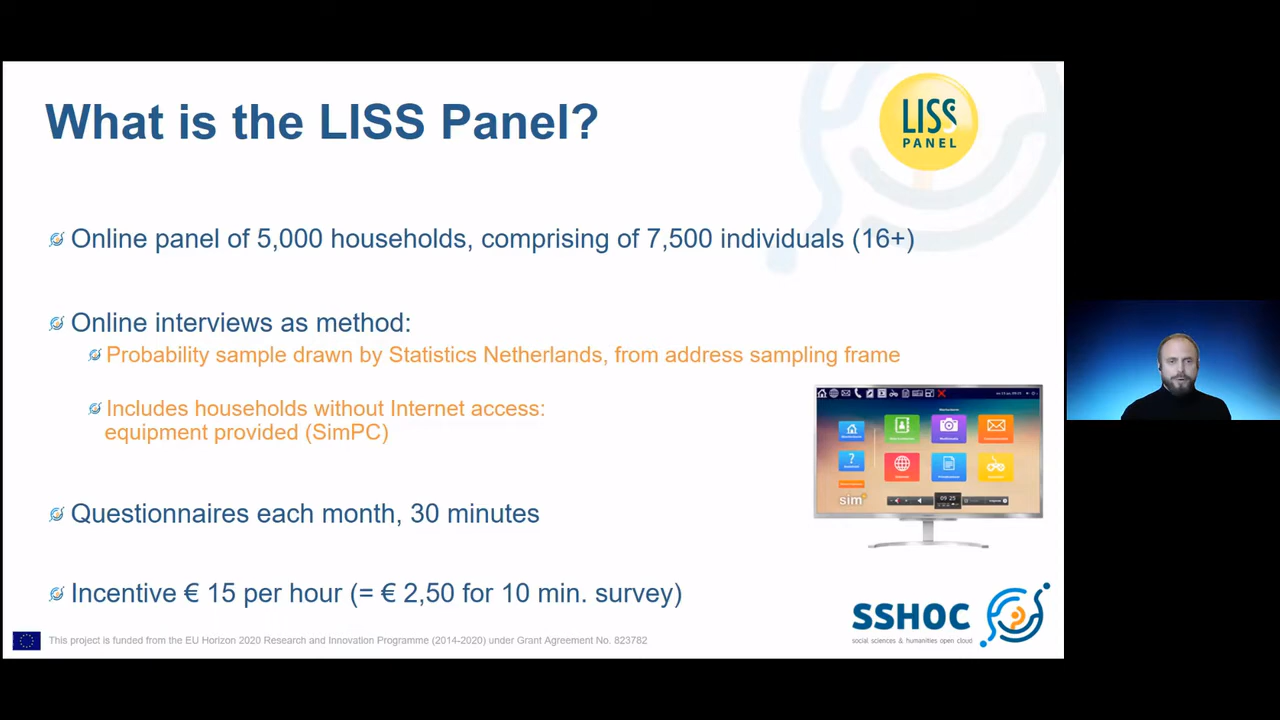 What is the LISS Panel?
LISS
PANEL
Online panel of 5,000 households, comprising of 7,500 individuals (16+)
Online interviews as method:
Probability sample drawn by Statistics Netherlands, from address sampling frame
Includes households without Internet access:
equipment provided (SimPC)
?
09 25
sim
Questionnaires each month, 30 minutes
Incentive € 15 per hour (= € 2,50 for 10 min. survey)
SSHOC
social sciences & humanities open cloud
This project is funded from the EU Horizon 2020 Research and Innovation Programme (2014-2020) under Grant Agreement No. 823782